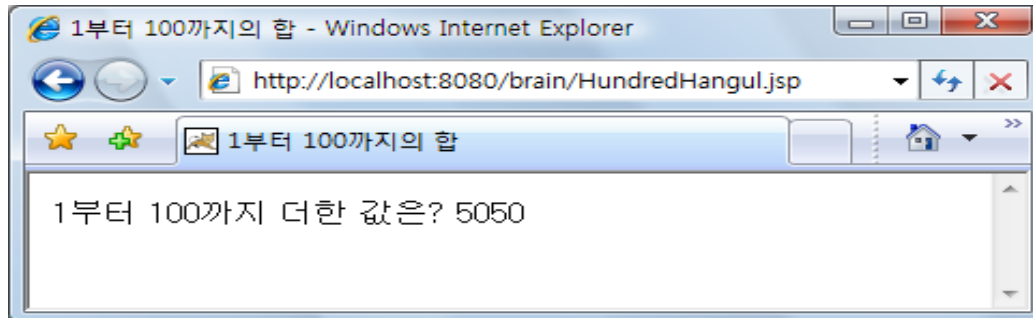 1부터 100까지의 합 - Windows Internet Explorer
http://localhost:8080/brain/HundredHangul.jsp
1부터 100까지의 합
1부터 100까지 더한 값은? 5050